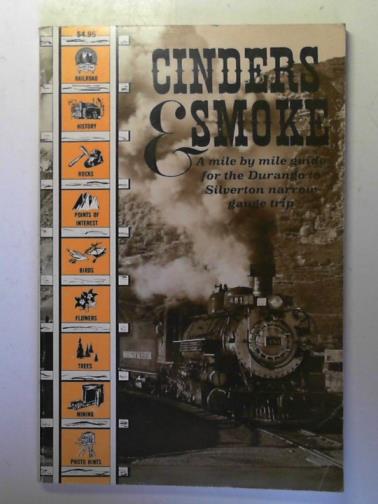 $4.95
RAILROAD
HISTORY
ROCKS
POINTS OF
INTEREST
BIRDS
FLOWERS
TREES
MINING
PHOTO HINTS
CINDERS
& SMOKE
A mile by mile guide
for the Durango to
Silverton narrow
gauge trip
481